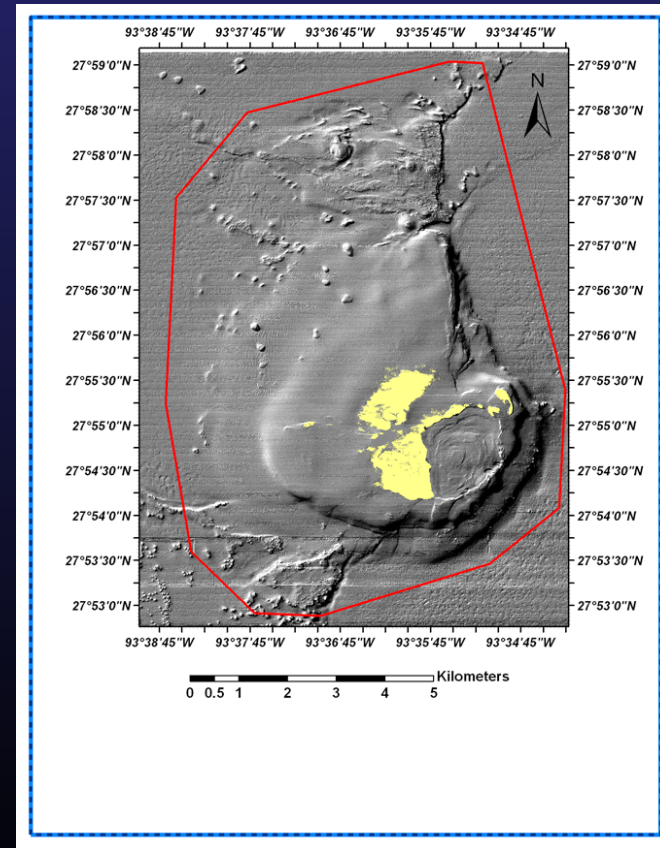 93°38'45"W 93°37'45"W 93°36'45"W 93°35'45"W 93°34'45"W
27°59'0"N 27°59'0"N
N
27°58'30"N 27°58'30"N
27°58'0"N 27°58'0"N
27°57'30"N 27°57'30"N
27°57'0"N 27°57'0"N
27°56'30"N 27°56'30"N
27°56'0"N 27°56'0"N
27°55'30"N 27°55'30"N
27°55'0"N 27°55'0"N
27°54'30"N 27°54'30"N
27°54'0"N 27°54'0"N
27°53'30"N 27°53'30"N
27°53'0"N 27°53'0"N
93°38'45"W 93°37'45"W 93°36'45"W 93°35'45"W 93°34'45"W
Kilometers
0 0.5 1 2 3 4 5